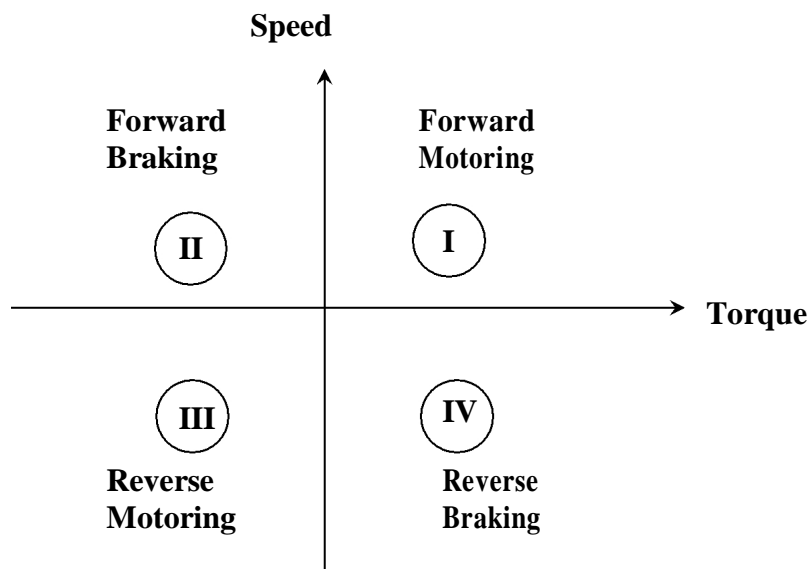 Speed
Forward
Braking
Forward
Motoring
II
I
Torque
III
IV
Reverse
Motoring
Reverse
Braking